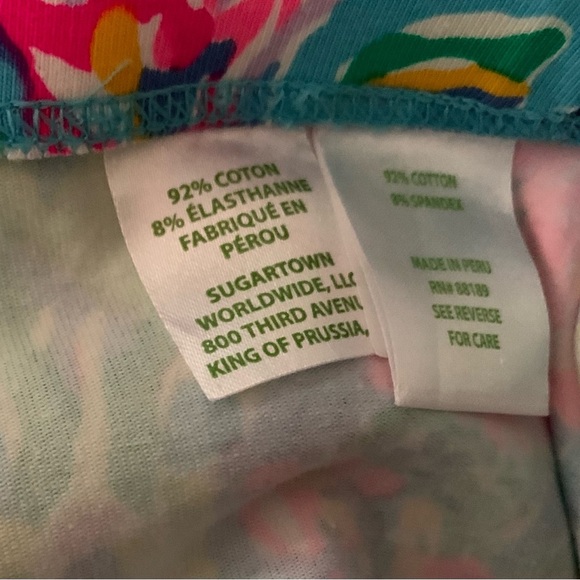 92% COTON
8% ÉLASTHANNE
FABRIQUÉ EN
PÉROU
SUGARTOWN
WORLDWIDE, LLC
800 THIRD AVENU
KING OF PRUSSIA,
92% COTTON
8% SPANDEX
MADE IN PERU
RN# 88189
SEE REVERSE
FOR CARE